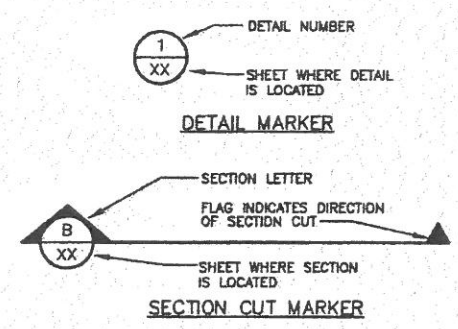 DETAIL NUMBER
1
XX
SHEET WHERE DETAIL
IS LOCATED
DETAIL MARKER
SECTION LETTER
FLAG INDICATES DIRECTION
OF SECTION CUT
B
XX
SHEET WHERE SECTION
IS LOCATED
SECTION CUT MARKER